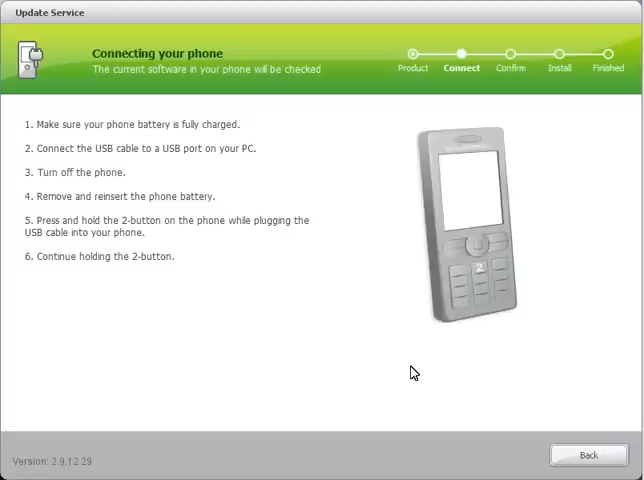 Update Service
Connecting your phone
The current software in your phone will be checked
Product Connect Confirm Install Finished
1. Make sure your phone battery is fully charged.
2. Connect the USB cable to a USB port on your PC.
3. Turn off the phone.
4. Remove and reinsert the phone battery.
5. Press and hold the 2-button on the phone while plugging the
USB cable into your phone.
6. Continue holding the 2-button.
2
Version: 2.9.12.29
Back